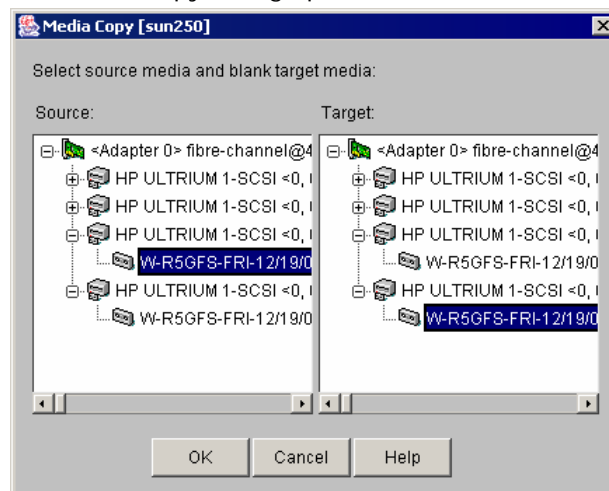 Media Copy [sun250]
Select source media and blank target media:
Source:
<Adapter 0> fibre-channel@4
HP ULTRIUM 1-SCSI <0,
HP ULTRIUM 1-SCSI <0,
HP ULTRIUM 1-SCSI <0,
W-R5GFS-FRI-12/19/0
HP ULTRIUM 1-SCSI <0,
W-R5GFS-FRI-12/19/0
Target:
<Adapter 0> fibre-channel@4
HP ULTRIUM 1-SCSI <0,
HP ULTRIUM 1-SCSI <0,
HP ULTRIUM 1-SCSI <0,
W-R5GFS-FRI-12/19/0
HP ULTRIUM 1-SCSI <0,
W-R5GFS-FRI-12/19/0
OK
Cancel
Help